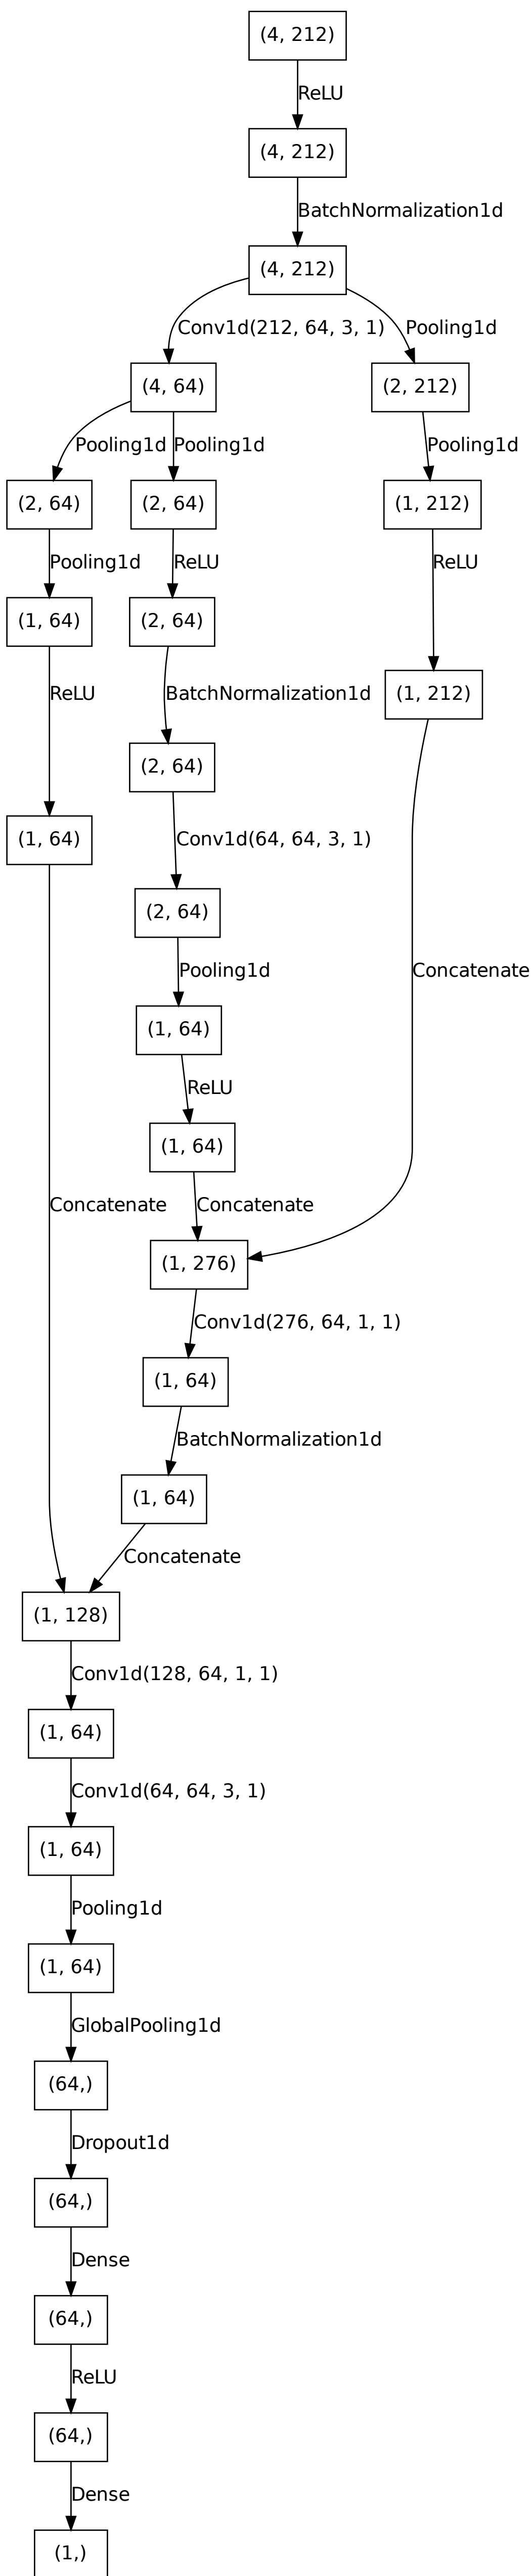 (4, 212)
ReLU
(4, 212)
BatchNormalization1d
(4, 212)
Conv1d(212, 64, 3, 1)
Pooling1d
(4, 64)
(2, 212)
Pooling1d
Pooling1d
Pooling1d
(2, 64)
(2, 64)
(1, 212)
Pooling1d
ReLU
ReLU
(1, 64)
(2, 64)
ReLU
BatchNormalization1d
(1, 212)
(2, 64)
(1, 64)
Conv1d(64, 64, 3, 1)
(2, 64)
Pooling1d
Concatenate
(1, 64)
ReLU
(1, 64)
Concatenate
Concatenate
(1, 276)
Conv1d(276, 64, 1, 1)
(1, 64)
BatchNormalization1d
(1, 64)
Concatenate
(1, 128)
Conv1d(128, 64, 1, 1)
(1, 64)
Conv1d(64, 64, 3, 1)
(1, 64)
Pooling1d
(1, 64)
GlobalPooling1d
(64,)
Dropout1d
(64,)
Dense
(64,)
ReLU
(64,)
Dense
(1,)